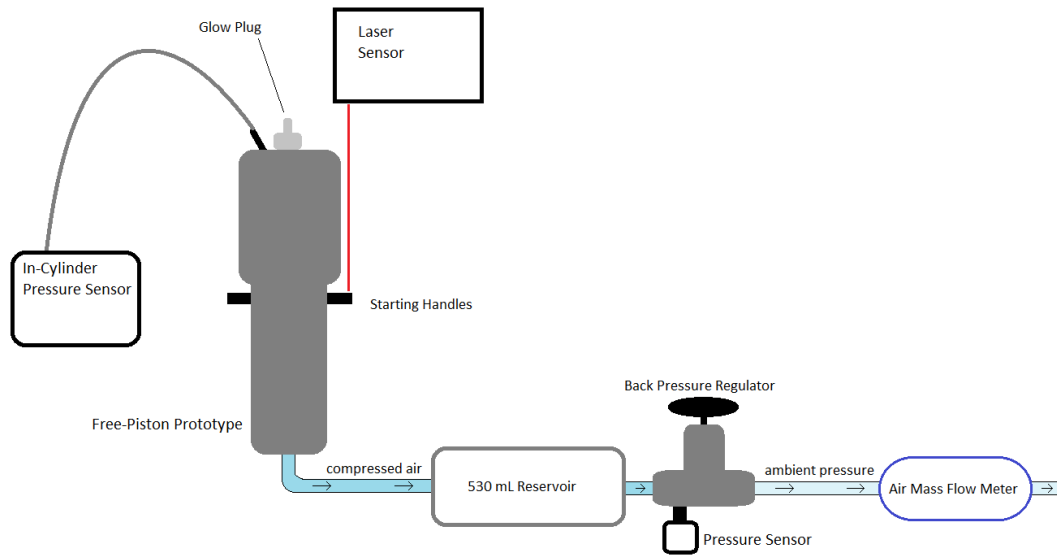 Glow Plug
Laser
Sensor
In-Cylinder
Pressure Sensor
Starting Handles
Free-Piston Prototype
Back Pressure Regulator
compressed air
530 mL Reservoir
ambient pressure
Air Mass Flow Meter
Pressure Sensor